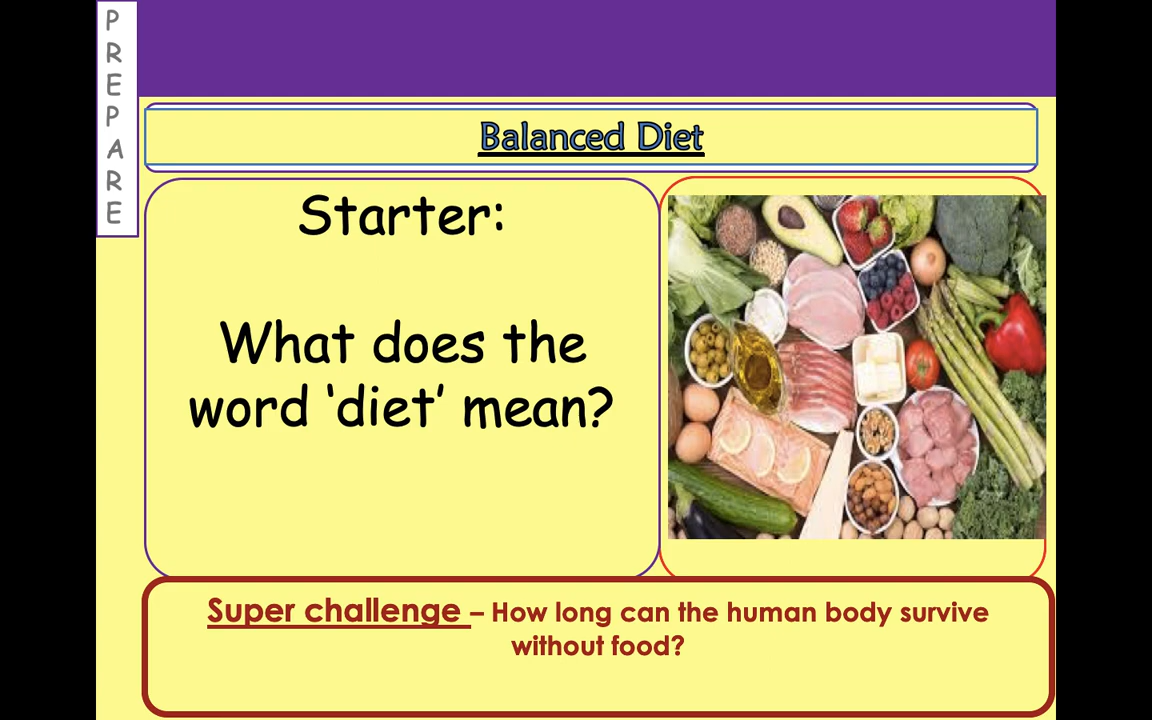 P
R
E
P
A
R
E
Balanced Diet
Starter:
What does the
word ‘diet’ mean?
Super challenge – How long can the human body survive
without food?